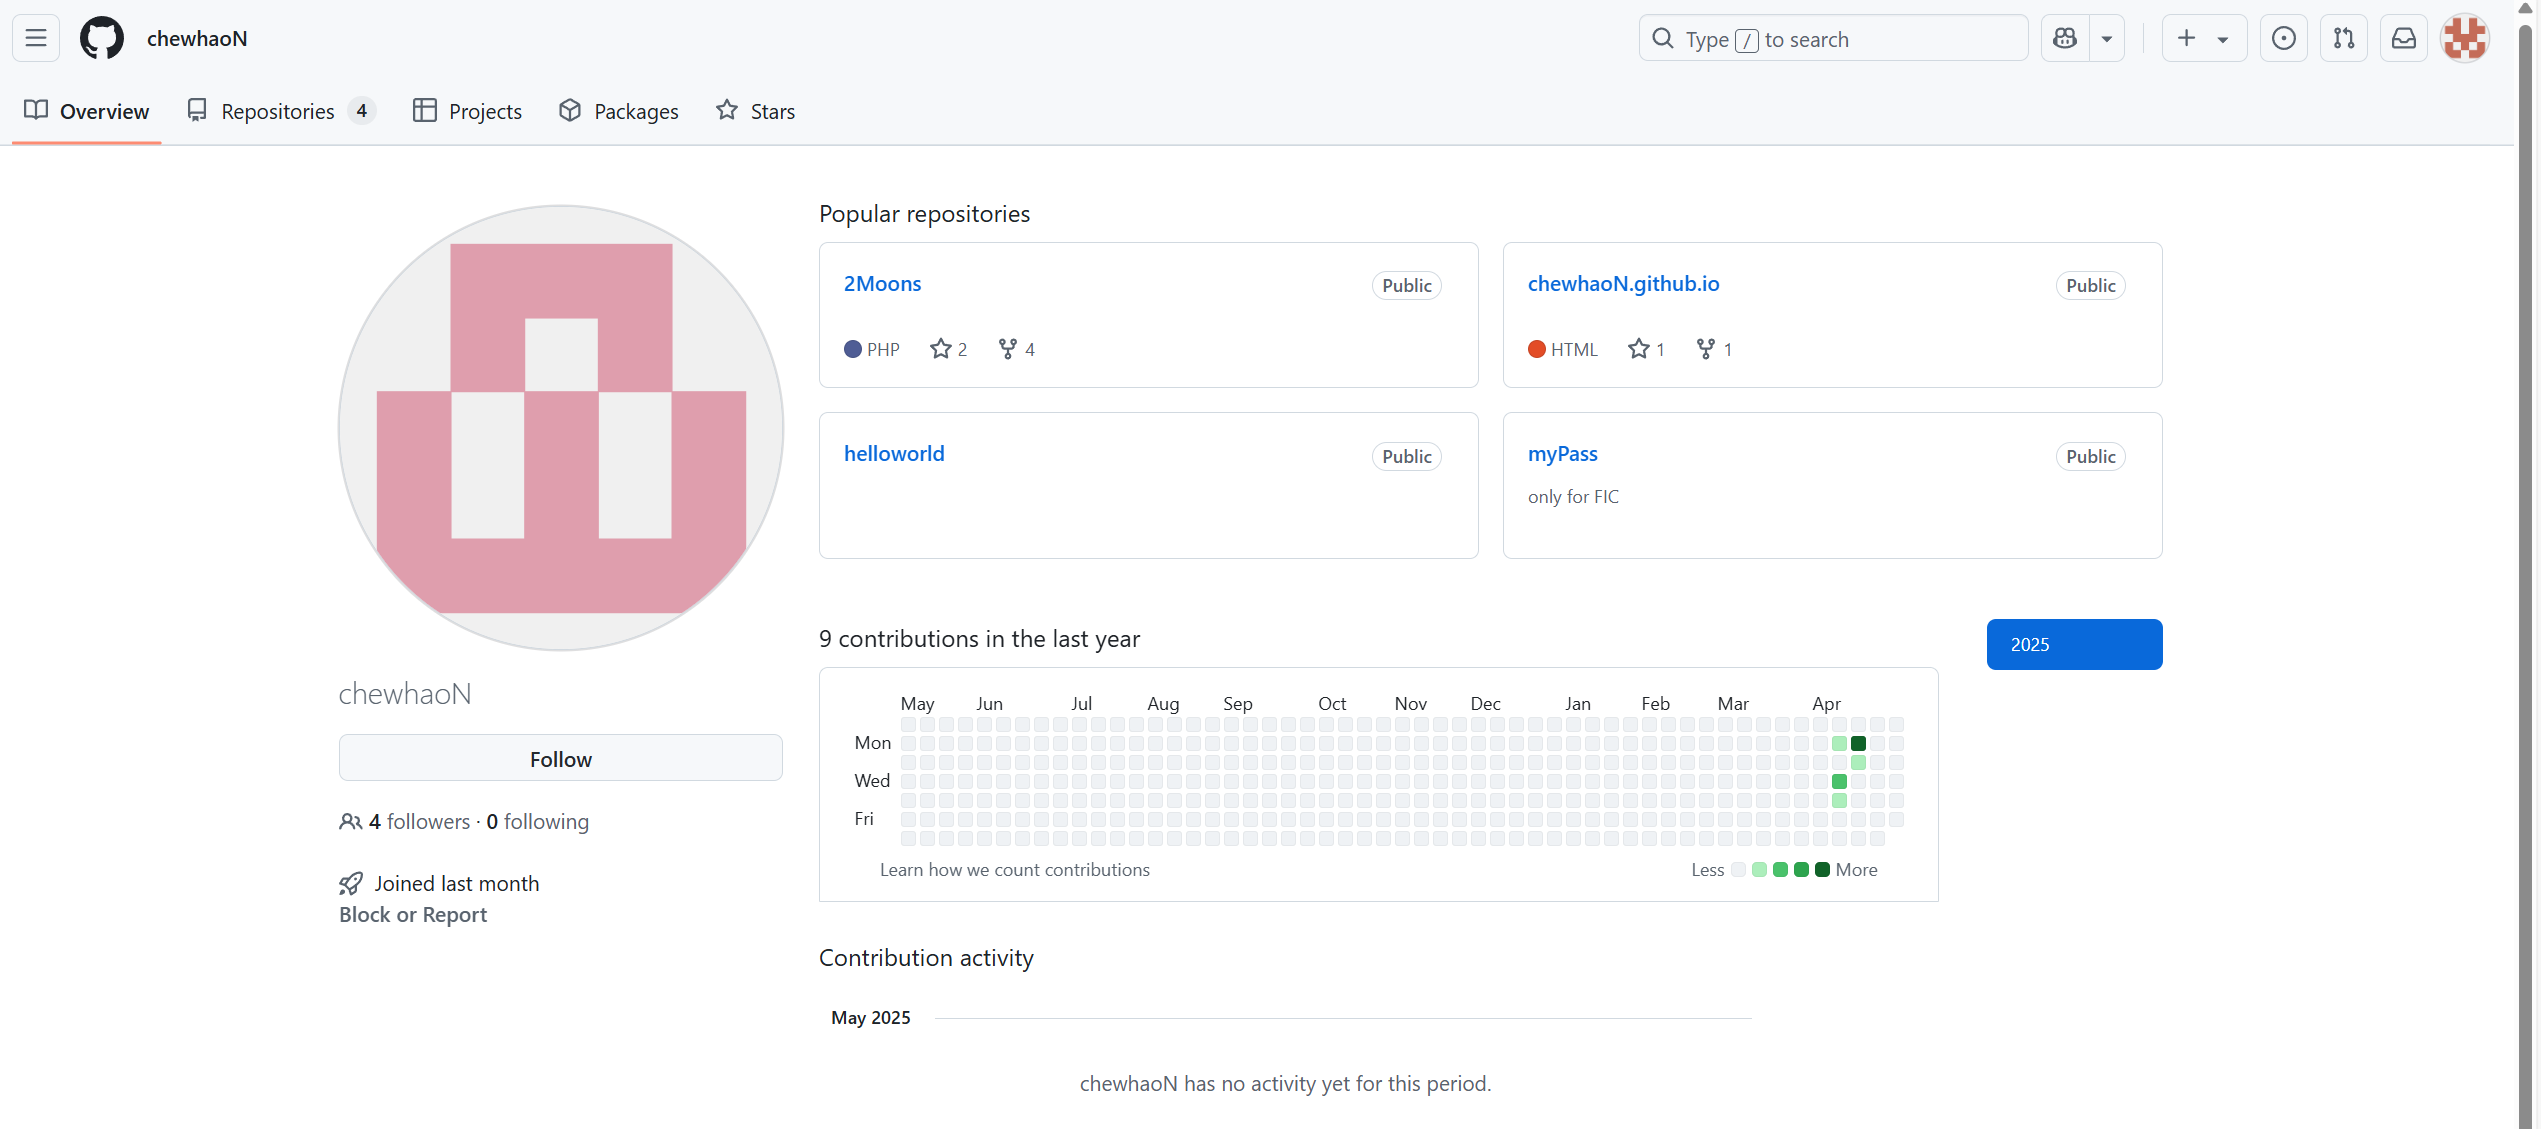 chewhaoN
Type / to search
Overview
Repositories 4
Projects
Packages
Stars
chewhaoN
Follow
4 followers · 0 following
Joined last month
Block or Report
Popular repositories
2Moons
Public
PHP
2
4
chewhaoN.github.io
Public
HTML
1
1
helloworld
Public
myPass
Public
only for FIC
9 contributions in the last year
2025
May Jun Jul Aug Sep Oct Nov Dec Jan Feb Mar Apr
Mon
Wed
Fri
Learn how we count contributions
Less More
Contribution activity
May 2025
chewhaoN has no activity yet for this period.